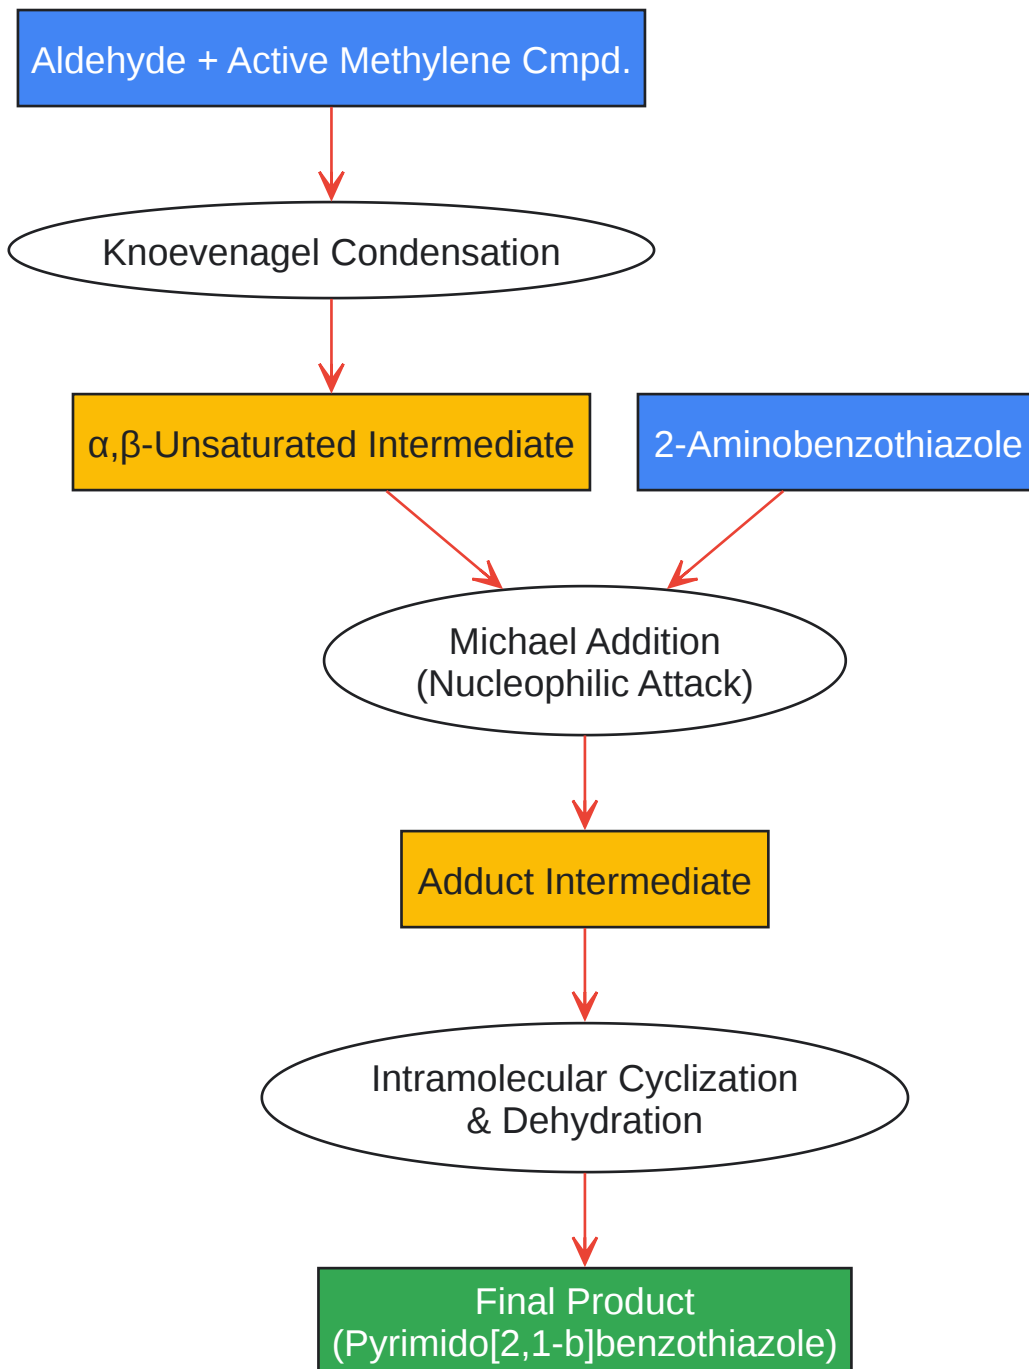 Aldehyde + Active Methylene Cmpd.
Knoevenagel Condensation
α,β-Unsaturated Intermediate
2-Aminobenzothiazole
Michael Addition
(Nucleophilic Attack)
Adduct Intermediate
Intramolecular Cyclization
& Dehydration
Final Product
(Pyrimido[2,1-b]benzothiazole)